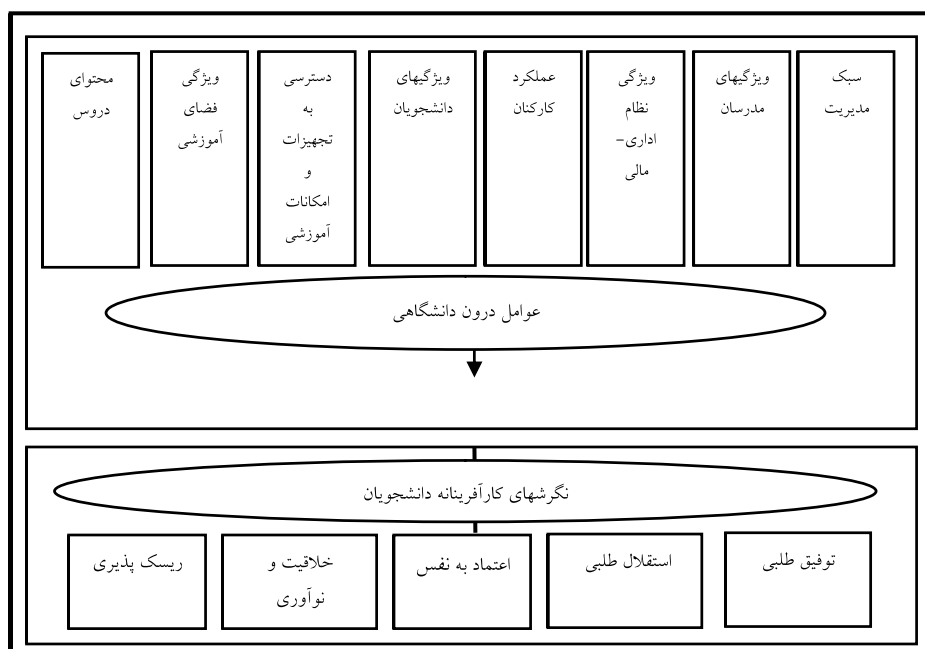 سبک
مدیریت
ویژگیهای
مدرسان
ویژگی
نظام
اداری-
مالی
عملکرد
کارکنان
ویژگیهای
دانشجویان
دسترسی
به
تجهیزات
و
امکانات
آموزشی
ویژگی
فضای
آموزشی
محتوای
دروس
عوامل درون دانشگاهی
نگرشهای کارآفرینانه دانشجویان
توفیق طلبی
استقلال طلبی
اعتماد به نفس
خلاقیت و
نوآوری
ریسک پذیری